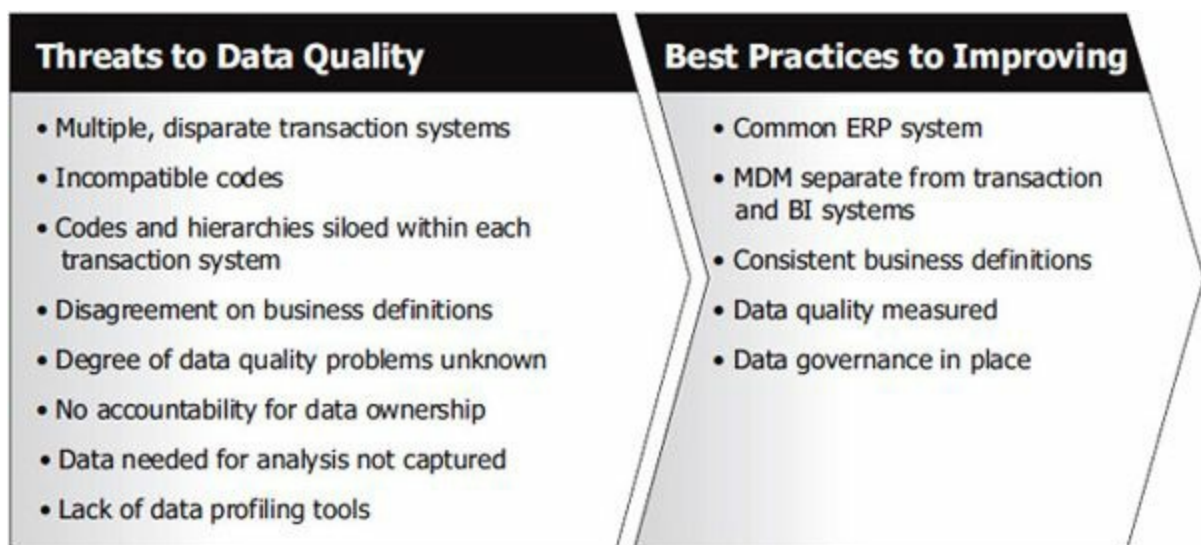 Threats to Data Quality
• Multiple, disparate transaction systems
• Incompatible codes
• Codes and hierarchies siloed within each
transaction system
• Disagreement on business definitions
• Degree of data quality problems unknown
• No accountability for data ownership
• Data needed for analysis not captured
• Lack of data profiling tools
Best Practices to Improving
• Common ERP system
• MDM separate from transaction
and BI systems
• Consistent business definitions
• Data quality measured
• Data governance in place